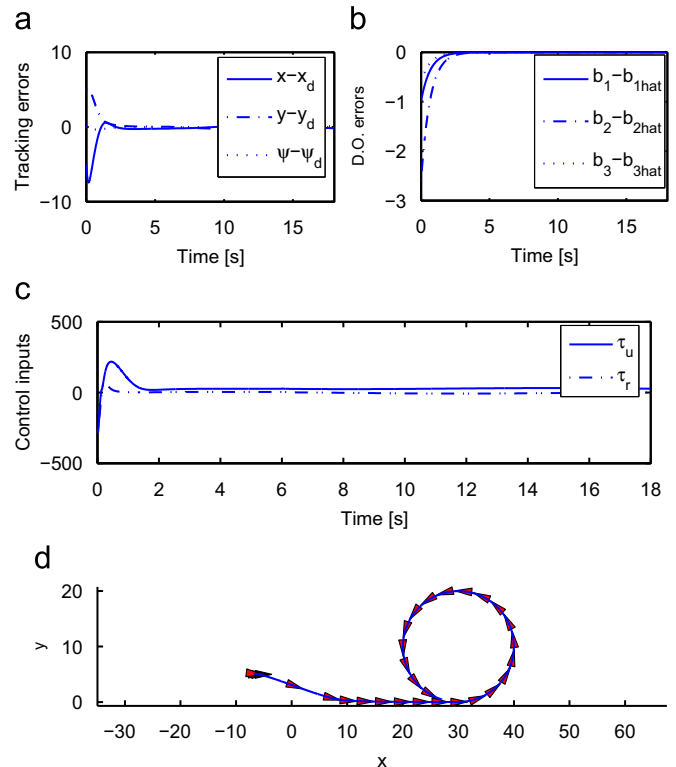 a
10
0
−10
Tracking errors
x−x_d
y−y_d
ψ−ψ_d
0 5 10 15
Time [s]
b
0
−1
−2
−3
D.O. errors
b_1−b_1hat
b_2−b_2hat
b_3−b_3hat
0 5 10 15
Time [s]
c
500
0
−500
Control inputs
τ_u
τ_r
0 2 4 6 8 10 12 14 16 18
Time [s]
d
20
10
0
y
−30 −20 −10 0 10 20 30 40 50 60
x